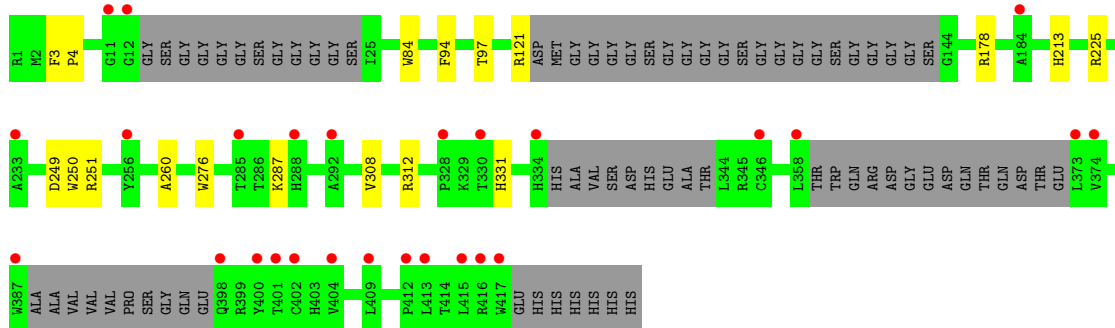 R1 M2 F3 P4 G11 G12 GLY SER GLY GLY GLY GLY SER GLY GLY GLY GLY SER I25 W84 F94 T97 R121 ASP MET GLY GLY GLY GLY SER GLY GLY GLY GLY SER GLY GLY GLY GLY SER GLY GLY GLY GLY SER G144 R178 A184 H213 R225
A233 D249 W250 R251 Y256 A260 W276 T285 T286 K287 H288 A292 V308 R312 P328 K329 T330 H331 H334 HIS ALA VAL SER ASP HIS GLU ALA THR L344 R345 C346 L358 THR TRP GLN ARG ASP GLY GLU ASP GLN THR GLN ASP THR GLU L373 V374
W387 ALA ALA VAL VAL VAL PRO SER GLY GLN GLU Q398 R399 Y400 T401 C402 H403 V404 L409 P412 L413 T414 L415 R416 W417 GLU HIS HIS HIS HIS HIS HIS